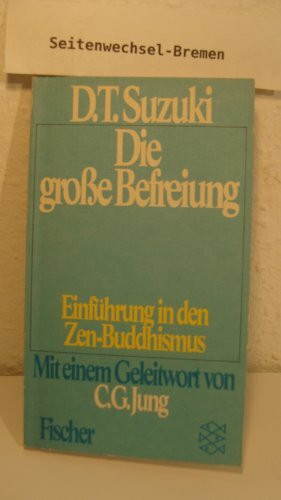 Seitenwechsel-Bremen
D.T. Suzuki
Die
große Befreiung
Einführung in den
Zen-Buddhismus
Mit einem Geleitwort von
C.G. Jung
Fischer